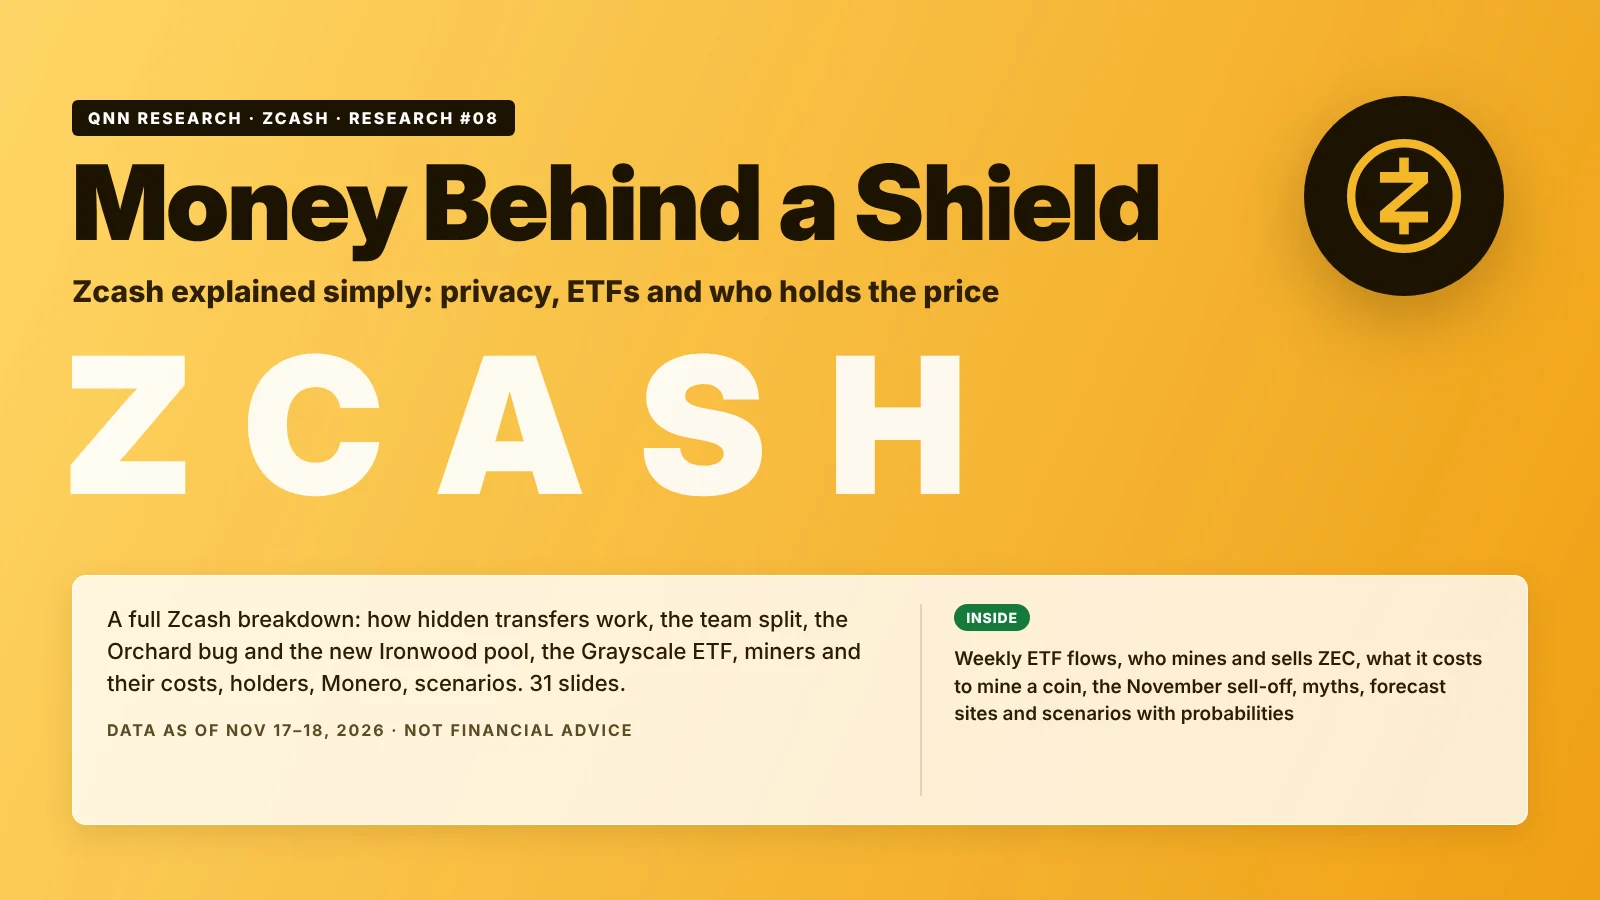 QNN RESEARCH · ZCASH · RESEARCH #08
Money Behind a Shield
Zcash explained simply: privacy, ETFs and who holds the price
ZCASH
A full Zcash breakdown: how hidden transfers work, the team split, the
Orchard bug and the new Ironwood pool, the Grayscale ETF, miners and
their costs, holders, Monero, scenarios. 31 slides.
DATA AS OF NOV 17–18, 2026 · NOT FINANCIAL ADVICE
INSIDE
Weekly ETF flows, who mines and sells ZEC, what it costs
to mine a coin, the November sell-off, myths, forecast
sites and scenarios with probabilities